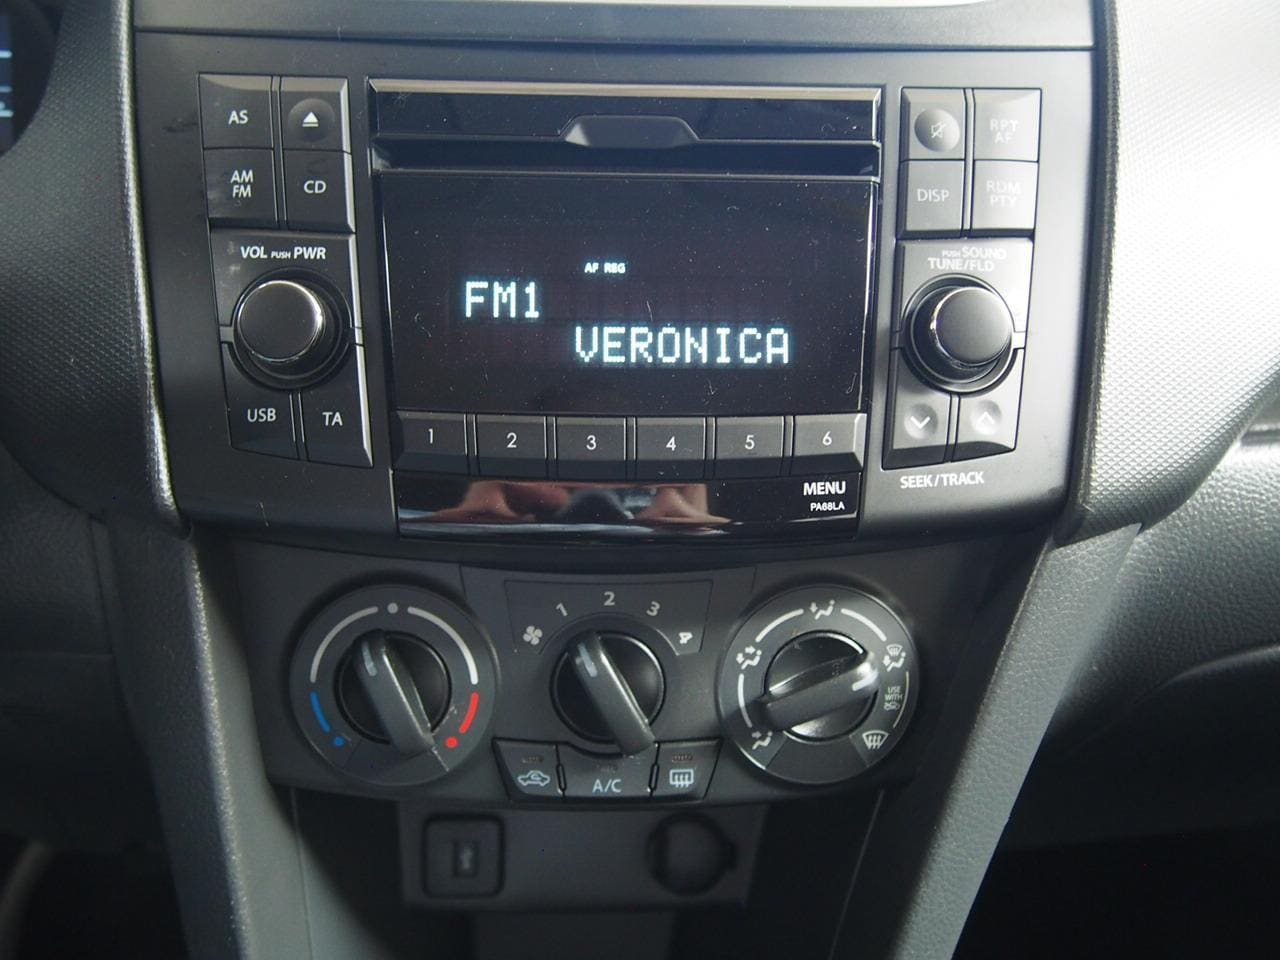 AS
AM
FM
CD
VOL PUSH PWR
USB
TA
AF REG
FM1
VERONICA
1 2 3 4 5 6
MENU
PA68LA
RPT
AF
DISP
RDM
PTY
PUSH SOUND
TUNE/FLD
SEEK/TRACK
1 2 3 4
A/C
USE
WITH